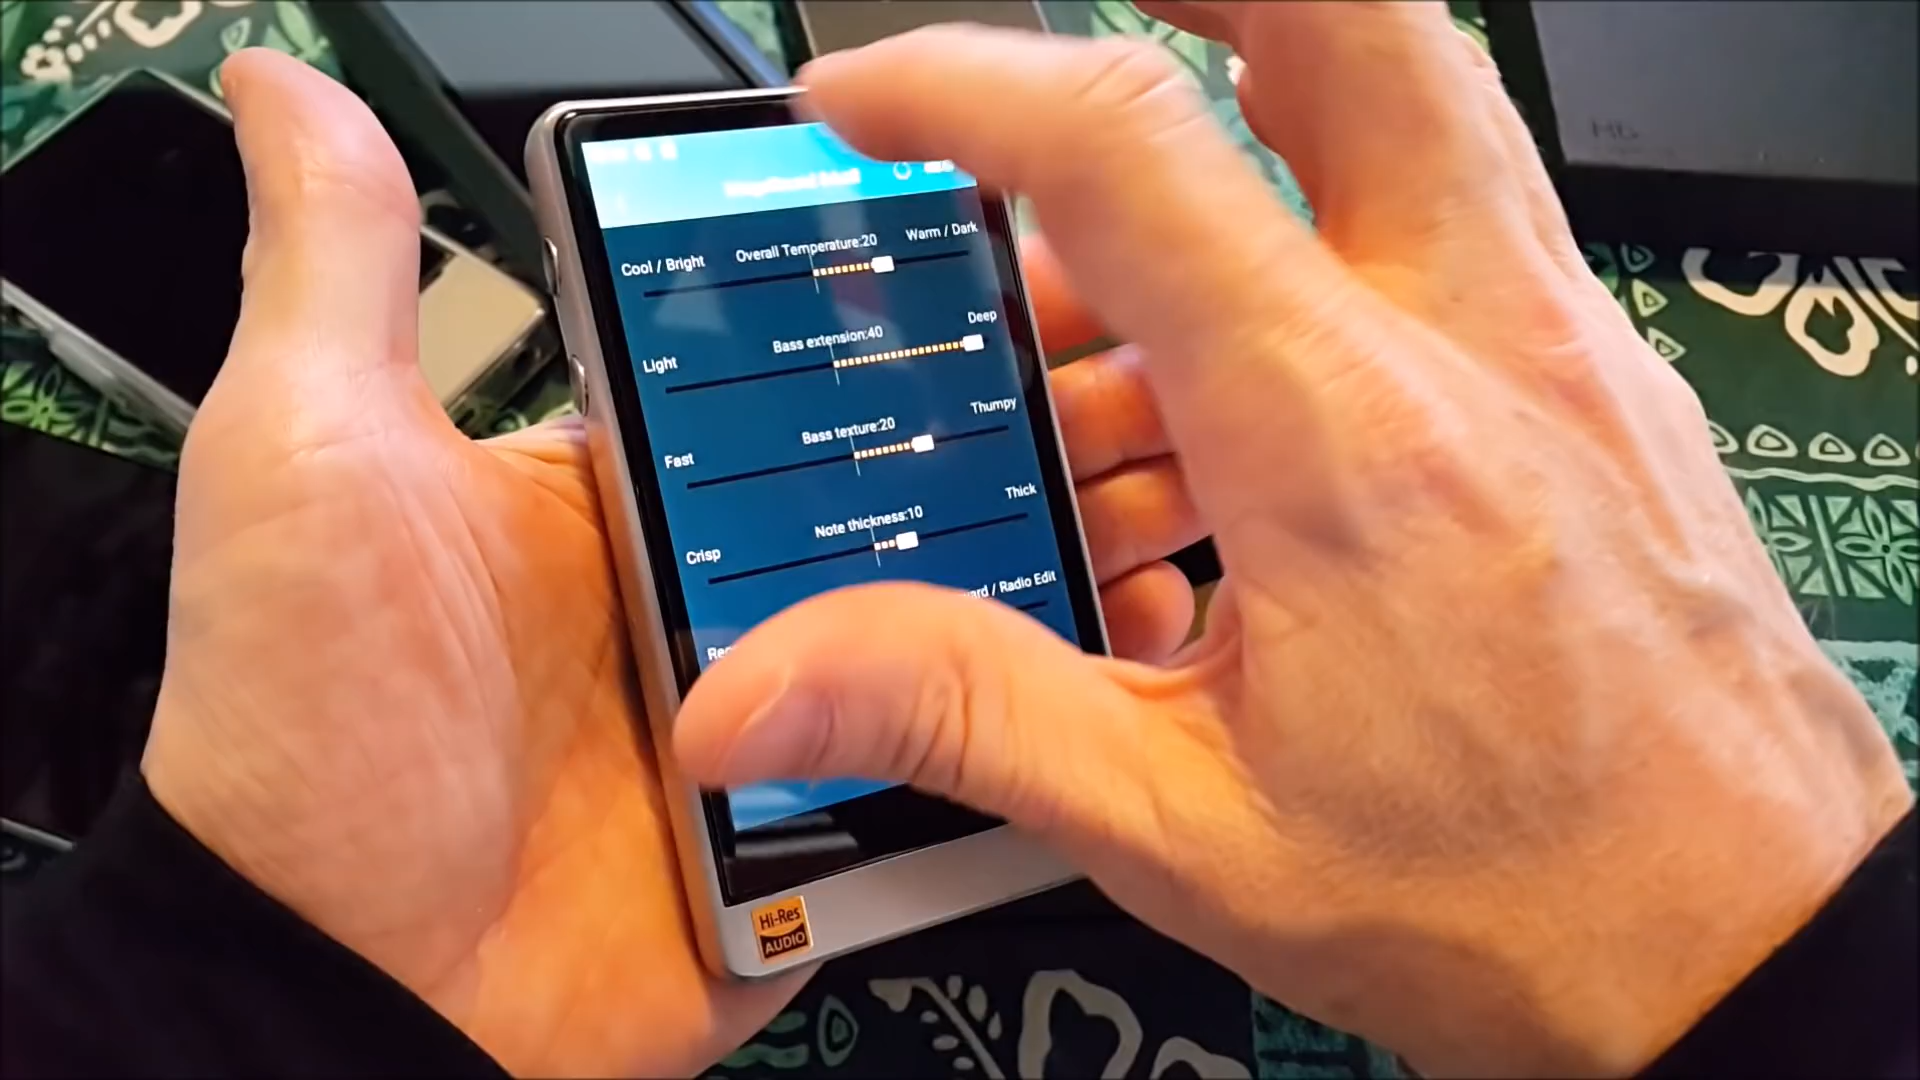 Cool / Bright Overall Temperature:20 Warm / Dark
Light Bass extension:40 Deep
Fast Bass texture:20 Thumpy
Crisp Note thickness:10 Thick
Radio Edit
Hi-Res
AUDIO